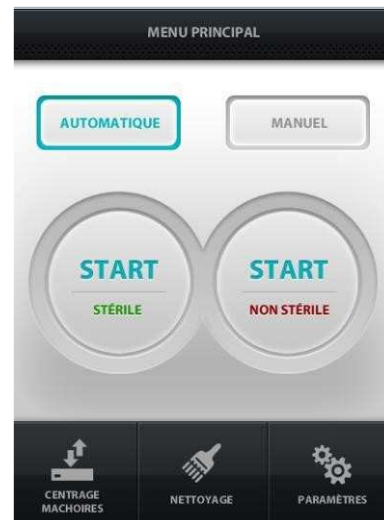 MENU PRINCIPAL
AUTOMATIQUE
MANUEL
START
STÉRILE
START
NON STÉRILE
CENTRAGE
MACHOIRES
NETTOYAGE
PARAMÈTRES